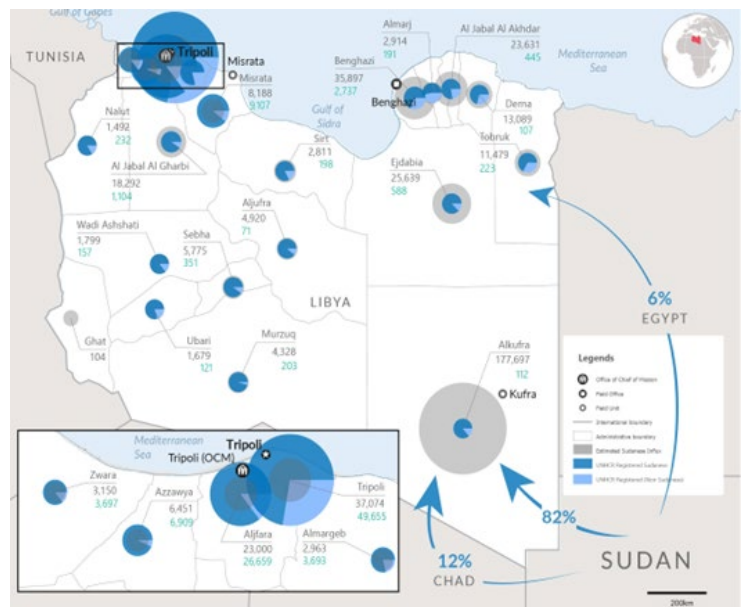 Gulf of Gapes
TUNISIA
Tripoli
Misrata
Misrata
8,188
9,107
Nalut
1,492
232
Al Jabal Al Gharbi
18,292
1,104
Gulf of
Sidra
Sirt
2,811
198
Benghazi
35,897
2,737
Benghazi
Almarj
2,914
191
Al Jabal Al Akhdar
23,631
445
Mediterranean
Sea
Derna
13,089
107
Tobruk
11,479
223
Ejdabia
25,639
588
Aljufra
4,920
71
Wadi Ashshati
1,799
157
Sebha
5,775
351
LIBYA
Ghat
104
Ubari
1,679
121
Murzuq
4,328
203
Alkufra
177,697
112
Kufra
6%
EGYPT
Legends
Office of Chief of Mission
Field Office
Field Unit
International boundary
Administrative boundary
Estimated Sudanese Influx
UNHCR Registered Sudanese
UNHCR Registered (Non Sudanese)
Mediterranean
Sea
Tripoli
Tripoli (OCM)
Zwara
3,150
3,697
Azzawya
6,451
6,909
Aljfara
23,000
26,659
Tripoli
37,074
49,655
Almargeb
2,963
3,693
12%
CHAD
82%
SUDAN
200km